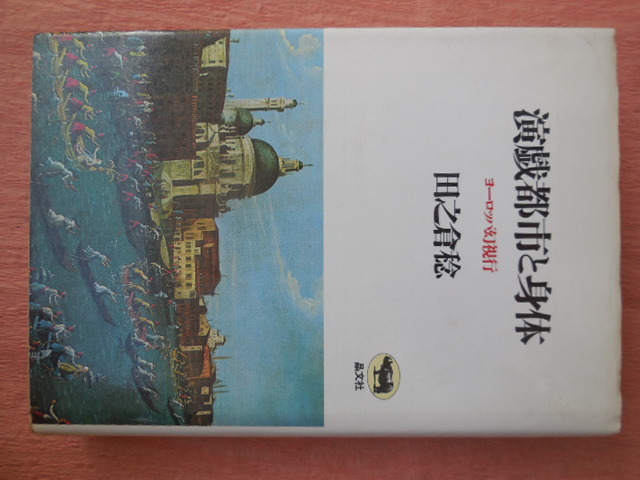 演戯都市と身体
ヨーロッパ幻視行
田之倉稔
晶文社